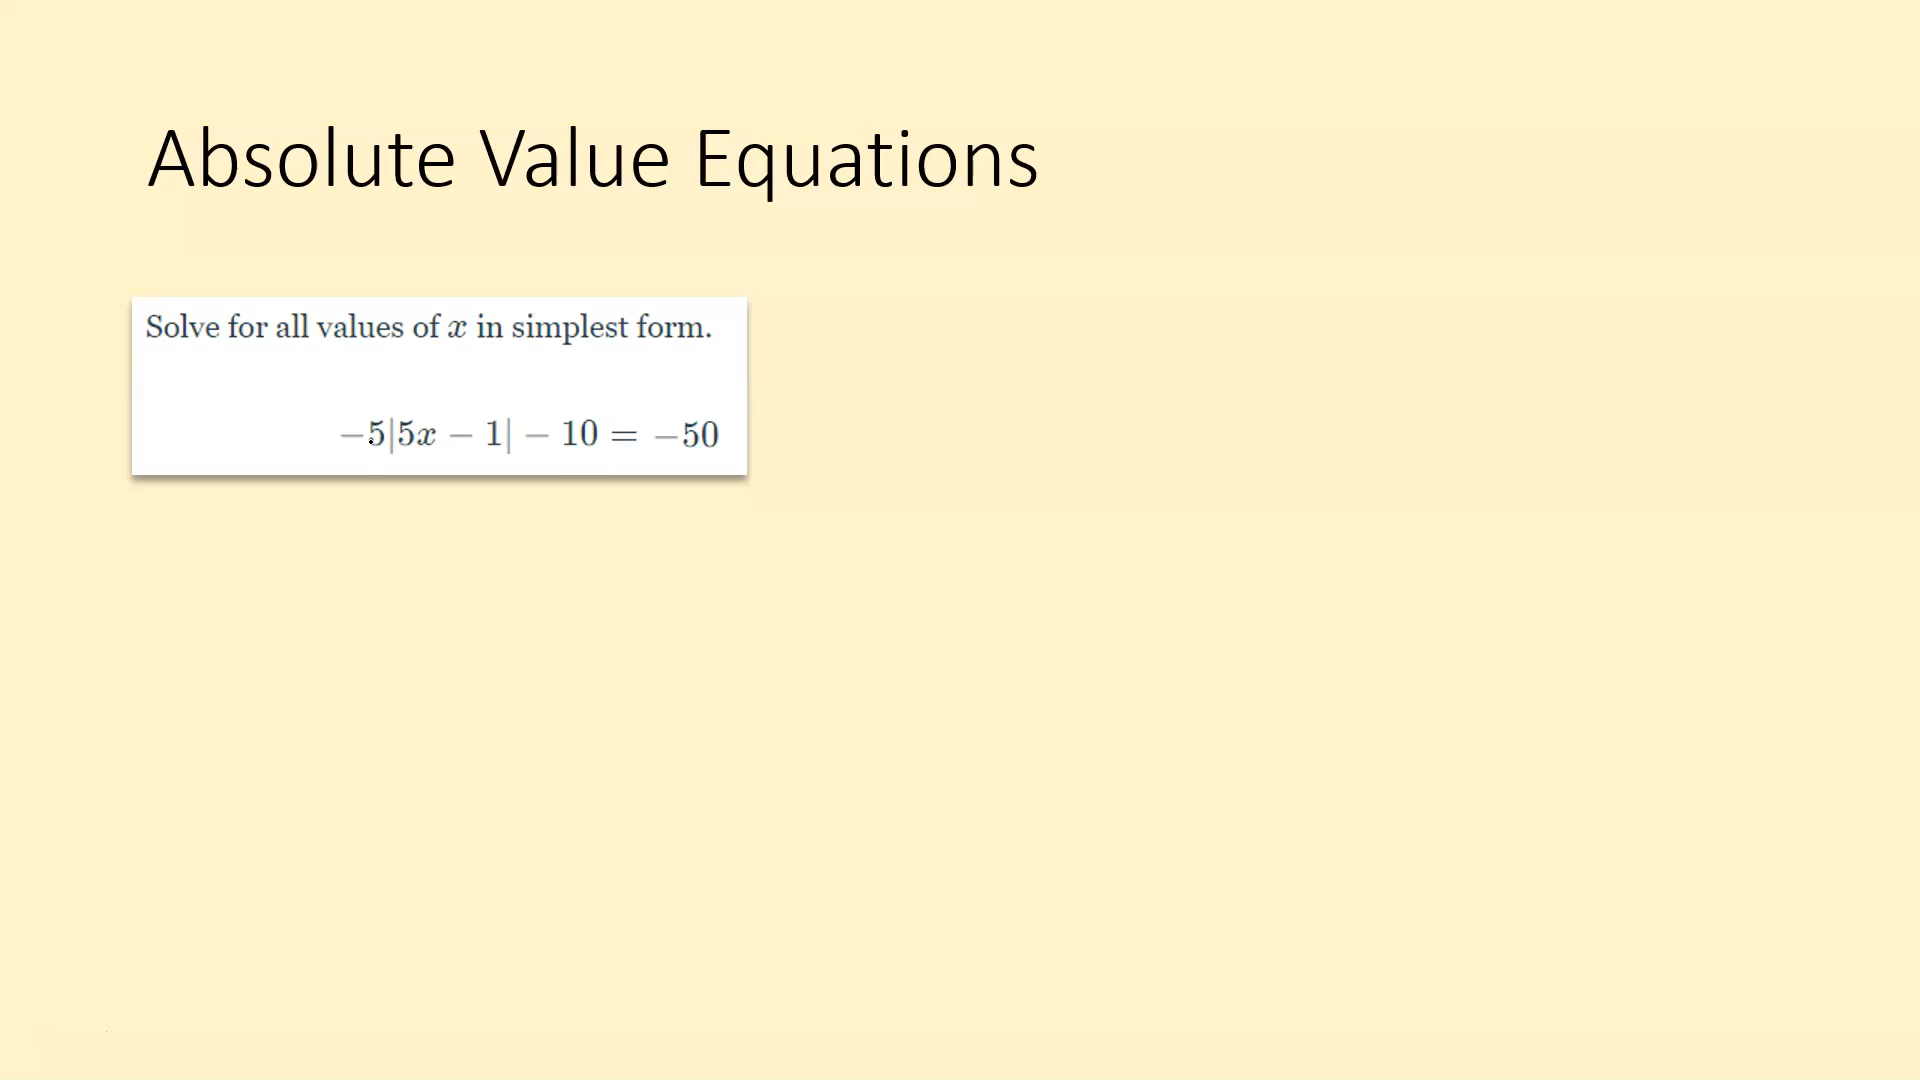 Absolute Value Equations
Solve for all values of x in simplest form.
−5|5x − 1| − 10 = −50